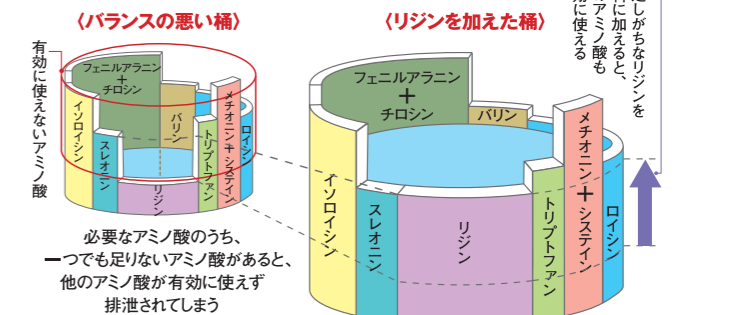 〈バランスの悪い桶〉
有効に使えないアミノ酸
フェニルアラニン
+
チロシン
イソロイシン
スレオニン
リジン
バリン
トリプトファン
メチオニン+システイン
ロイシン
必要なアミノ酸のうち、
一つでも足りないアミノ酸があると、
他のアミノ酸が有効に使えず
排泄されてしまう
〈リジンを加えた桶〉
フェニルアラニン
+
チロシン
イソロイシン
スレオニン
リジン
バリン
トリプトファン
メチオニン+システイン
ロイシン
しがちなリジンを
に加えると、
アミノ酸も
に使える